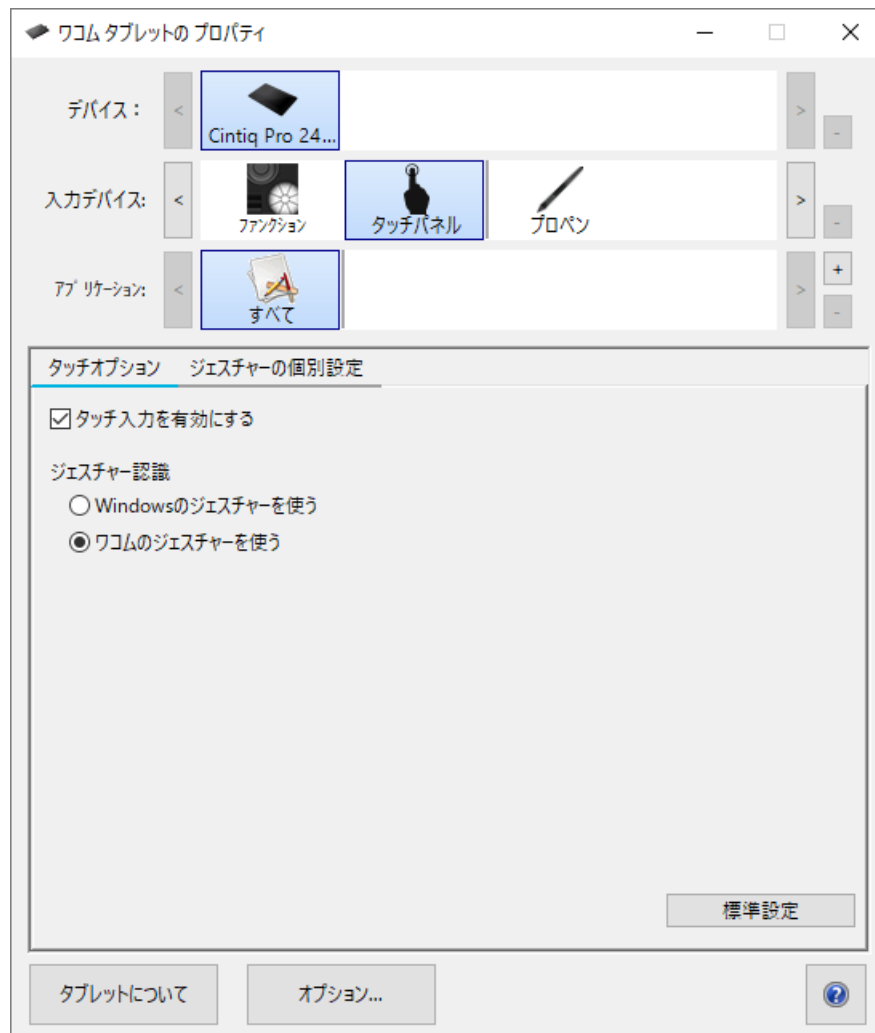 ワコム タブレットの プロパティ
デバイス：
<
Cintiq Pro 24...
>
-
入力デバイス:
<
ファンクション
タッチパネル
プロペン
>
-
アプリケーション:
<
すべて
>
+
-
タッチオプション ジェスチャーの個別設定
タッチ入力を有効にする
ジェスチャー認識
Windowsのジェスチャーを使う
ワコムのジェスチャーを使う
標準設定
タブレットについて オプション... ?